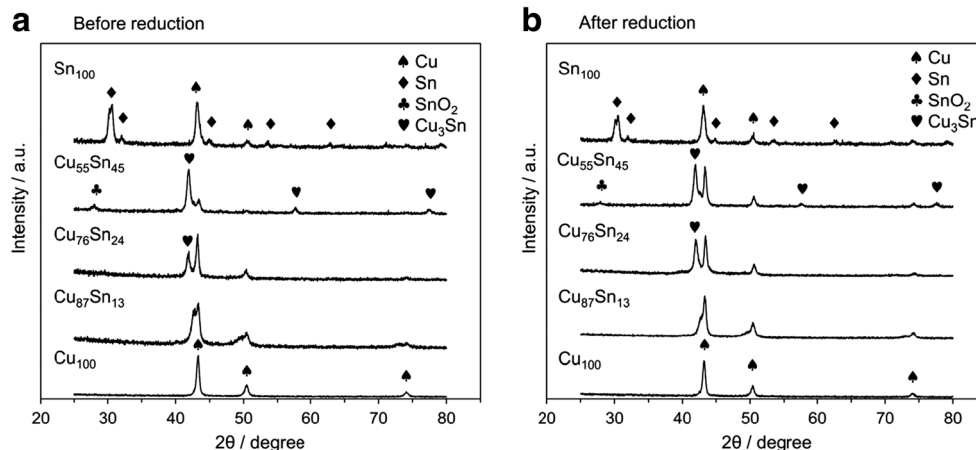 a Before reduction
Sn100
♠ Cu
♦ Sn
♣ SnO2
♥ Cu3Sn
Cu55Sn45
Cu76Sn24
Cu87Sn13
Cu100
Intensity / a.u.
20 30 40 50 60 70 80
2θ / degree
b After reduction
Sn100
♠ Cu
♦ Sn
♣ SnO2
♥ Cu3Sn
Cu55Sn45
Cu76Sn24
Cu87Sn13
Cu100
Intensity / a.u.
20 30 40 50 60 70 80
2θ / degree